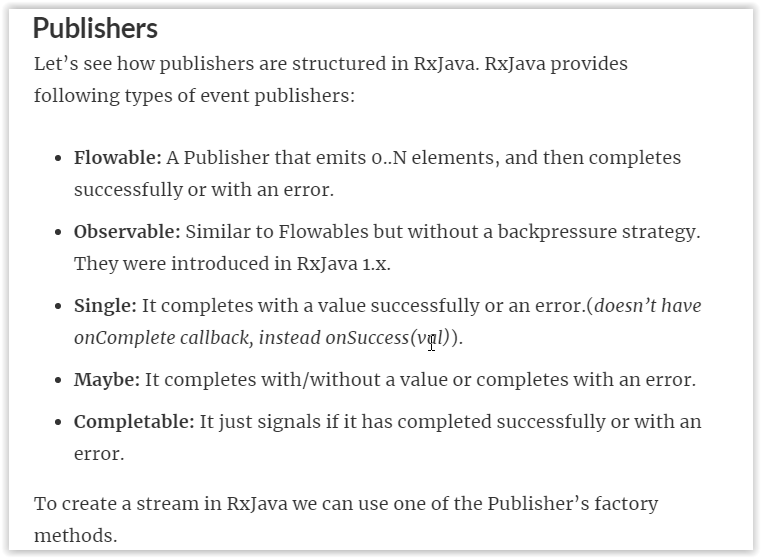 Publishers
Let’s see how publishers are structured in RxJava. RxJava provides
following types of event publishers:
• Flowable: A Publisher that emits 0..N elements, and then completes
successfully or with an error.
• Observable: Similar to Flowables but without a backpressure strategy.
They were introduced in RxJava 1.x.
• Single: It completes with a value successfully or an error.(doesn’t have
onComplete callback, instead onSuccess(val)).
• Maybe: It completes with/without a value or completes with an error.
• Completable: It just signals if it has completed successfully or with an
error.
To create a stream in RxJava we can use one of the Publisher’s factory
methods.